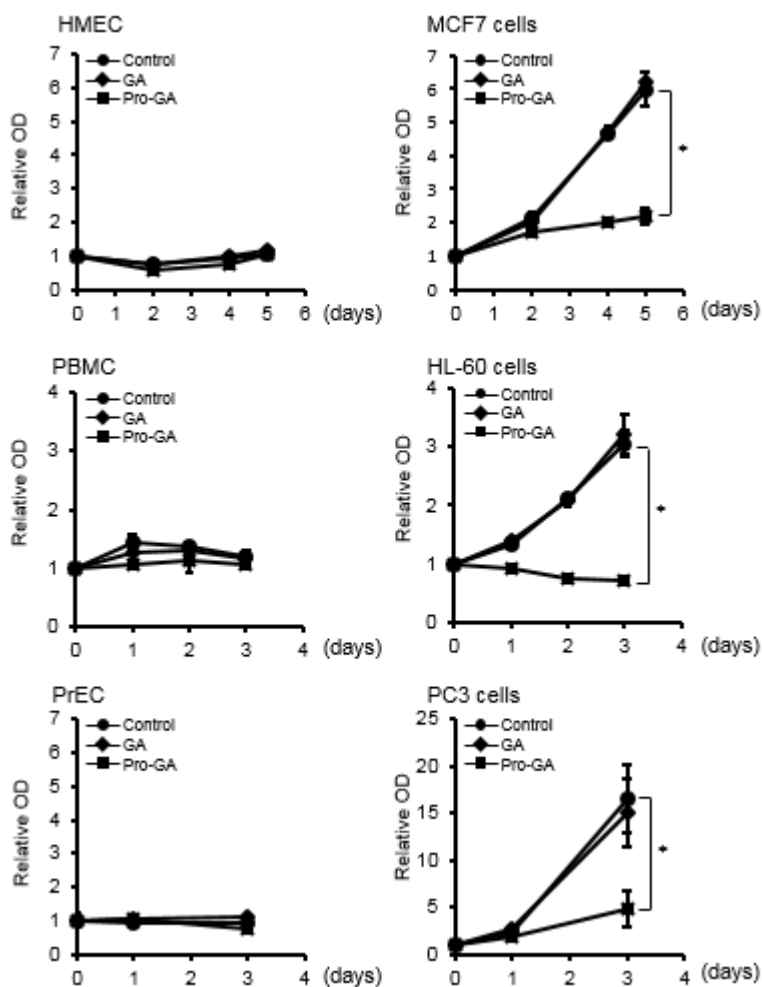 HMEC
7
6
5
4
3
2
1
0
Relative OD
Control
GA
Pro-GA
0 1 2 3 4 5 6 (days)
MCF7 cells
7
6
5
4
3
2
1
0
Relative OD
Control
GA
Pro-GA
*
0 1 2 3 4 5 6 (days)
PBMC
4
3
2
1
0
Relative OD
Control
GA
Pro-GA
0 1 2 3 4 (days)
HL-60 cells
4
3
2
1
0
Relative OD
Control
GA
Pro-GA
*
0 1 2 3 4 (days)
PrEC
7
6
5
4
3
2
1
0
Relative OD
Control
GA
Pro-GA
0 1 2 3 4 (days)
PC3 cells
25
20
15
10
5
0
Relative OD
Control
GA
Pro-GA
*
0 1 2 3 4 (days)